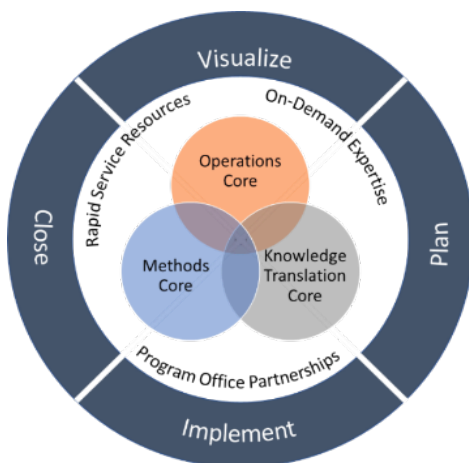 Visualize
Rapid Service Resources
On-Demand Expertise
Operations
Core
Close
Plan
Methods
Core
Knowledge
Translation
Core
Program Office Partnerships
Implement